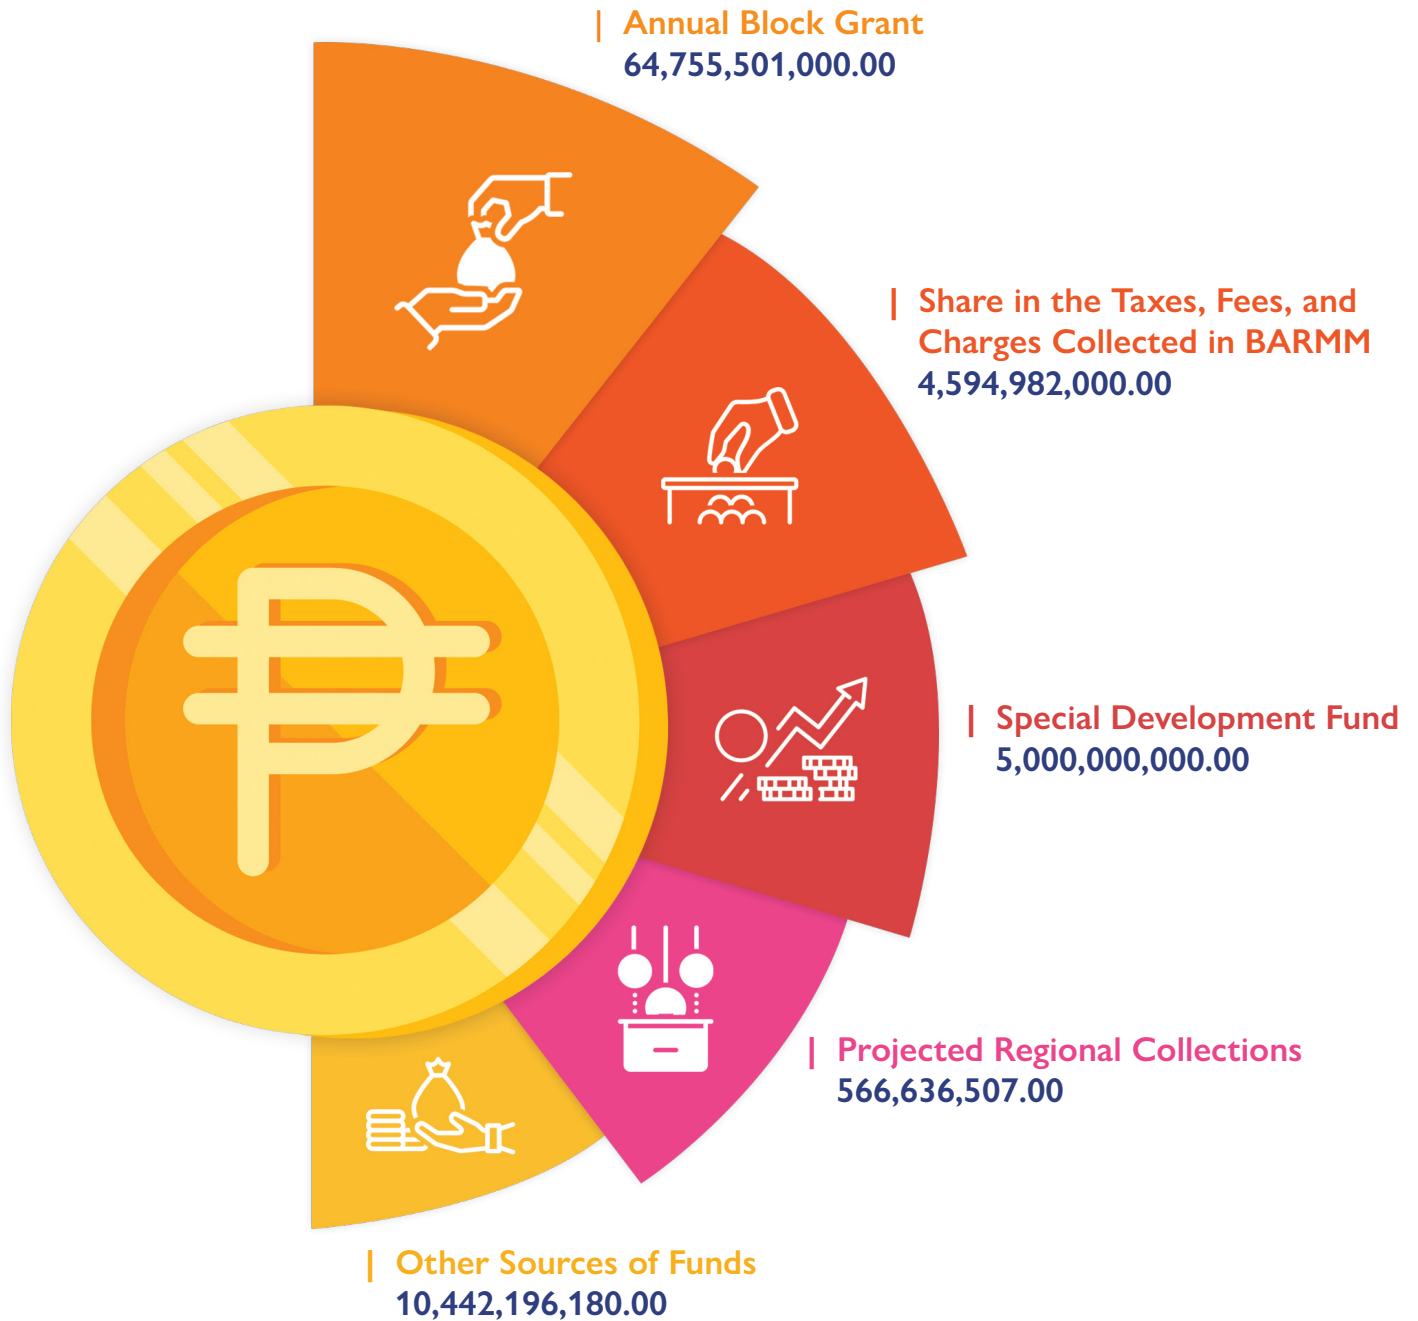 | Annual Block Grant
64,755,501,000.00
| Share in the Taxes, Fees, and
Charges Collected in BARMM
4,594,982,000.00
| Special Development Fund
5,000,000,000.00
| Projected Regional Collections
566,636,507.00
| Other Sources of Funds
10,442,196,180.00